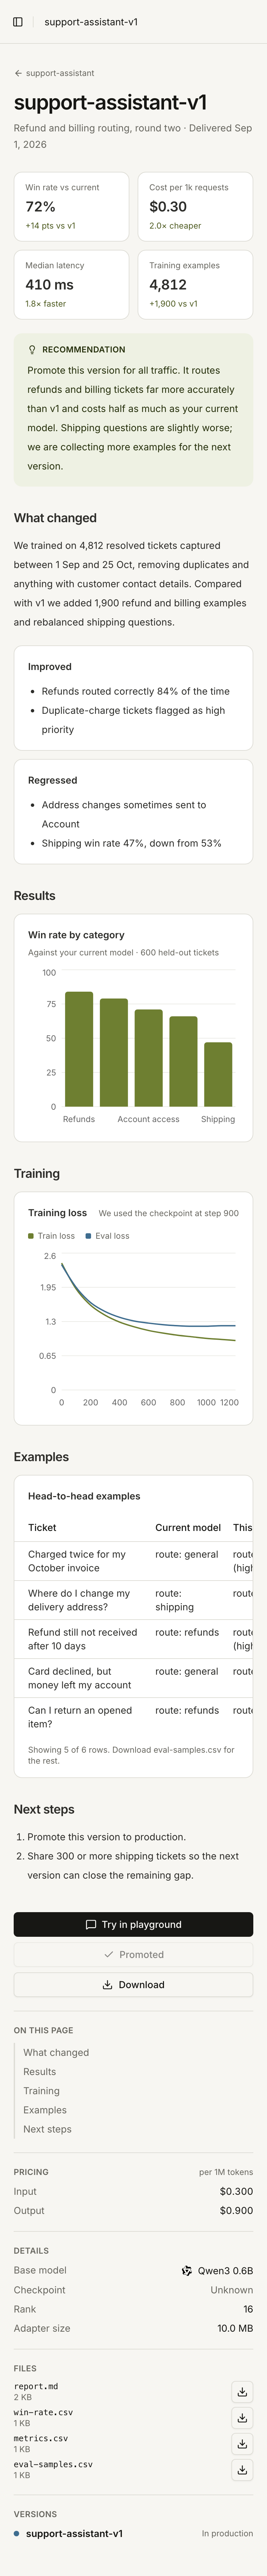 support-assistant-v1
support-assistant
support-assistant-v1
Refund and billing routing, round two · Delivered Sep
1, 2026
Win rate vs current
72%
+14 pts vs v1
Cost per 1k requests
$0.30
2.0× cheaper
Median latency
410 ms
1.8× faster
Training examples
4,812
+1,900 vs v1
RECOMMENDATION
Promote this version for all traffic. It routes
refunds and billing tickets far more accurately
than v1 and costs half as much as your current
model. Shipping questions are slightly worse;
we are collecting more examples for the next
version.
What changed
We trained on 4,812 resolved tickets captured
between 1 Sep and 25 Oct, removing duplicates and
anything with customer contact details. Compared
with v1 we added 1,900 refund and billing examples
and rebalanced shipping questions.
Improved
• Refunds routed correctly 84% of the time
• Duplicate-charge tickets flagged as high
priority
Regressed
• Address changes sometimes sent to
Account
• Shipping win rate 47%, down from 53%
Results
Win rate by category
Against your current model · 600 held-out tickets
100
75
50
25
0
Refunds Account access Shipping
Training
Training loss We used the checkpoint at step 900
Train loss Eval loss
2.6
1.95
1.3
0.65
0
0 200 400 600 800 1000 1200
Examples
Head-to-head examples
Ticket Current model This
Charged twice for my
October invoice
route: general
route
(high
Where do I change my
delivery address?
route:
shipping
route
Refund still not received
after 10 days
route: refunds
route
(high
Card declined, but
money left my account
route: general
route
Can I return an opened
item?
route: refunds
route
Showing 5 of 6 rows. Download eval-samples.csv for
the rest.
Next steps
1. Promote this version to production.
2. Share 300 or more shipping tickets so the next
version can close the remaining gap.
Try in playground
Promoted
Download
ON THIS PAGE
What changed
Results
Training
Examples
Next steps
PRICING per 1M tokens
Input $0.300
Output $0.900
DETAILS
Base model Qwen3 0.6B
Checkpoint Unknown
Rank 16
Adapter size 10.0 MB
FILES
report.md
2 KB
win-rate.csv
1 KB
metrics.csv
1 KB
eval-samples.csv
1 KB
VERSIONS
support-assistant-v1 In production